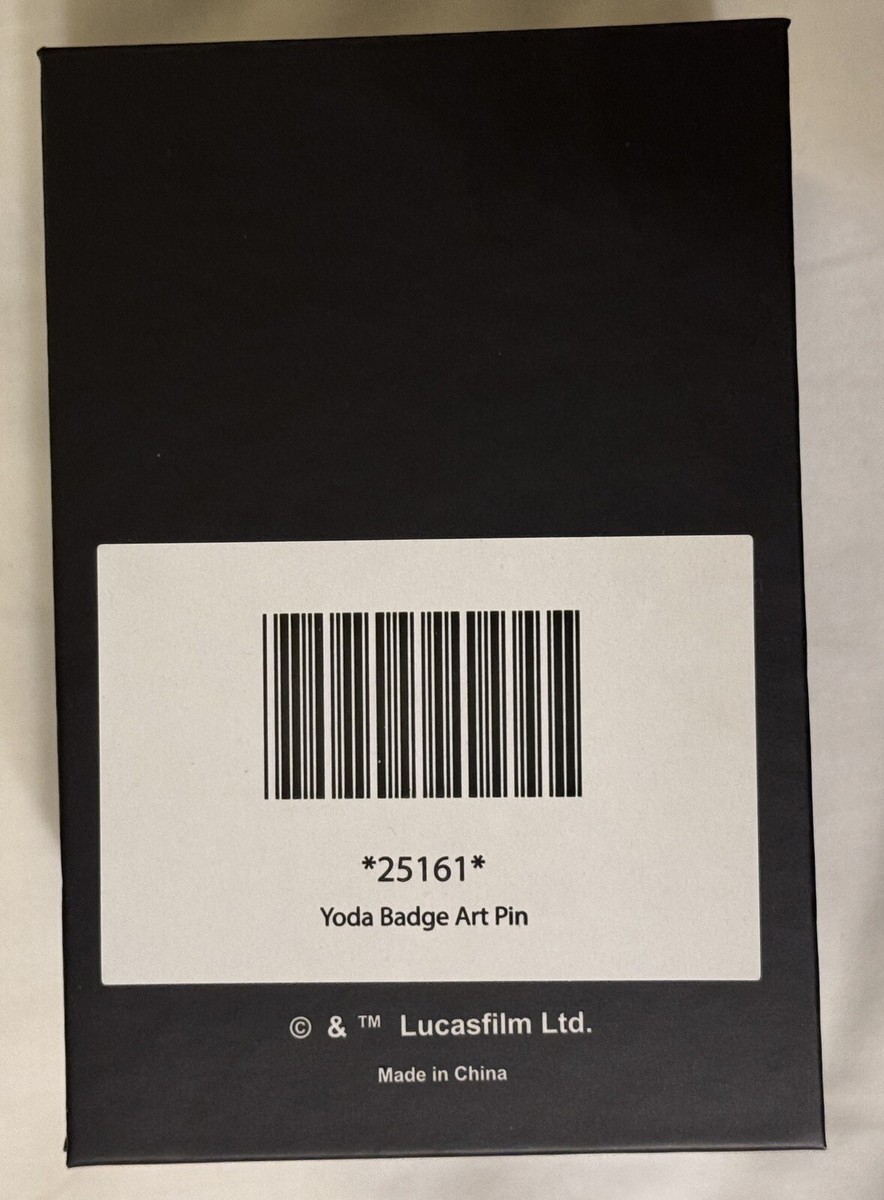 *25161*
Yoda Badge Art Pin
© & ™ Lucasfilm Ltd.
Made in China